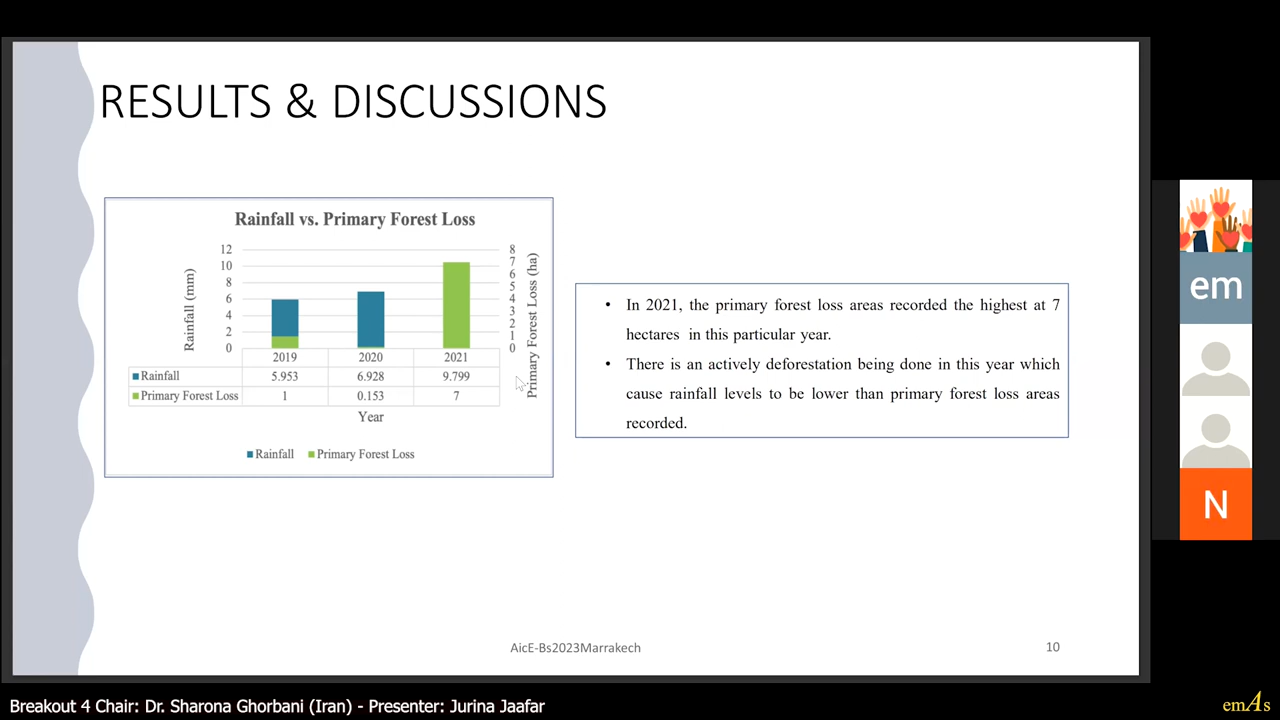 RESULTS & DISCUSSIONS
Rainfall vs. Primary Forest Loss
12
10
8
6
4
2
0
Rainfall (mm)
8
7
6
5
4
3
2
1
0
Primary Forest Loss (ha)
2019 2020 2021
Rainfall 5.953 6.928 9.799
Primary Forest Loss 1 0.153 7
Year
Rainfall Primary Forest Loss
• In 2021, the primary forest loss areas recorded the highest at 7
hectares in this particular year.
• There is an actively deforestation being done in this year which
cause rainfall levels to be lower than primary forest loss areas
recorded.
AicE-Bs2023Marrakech
10
em
N
Breakout 4 Chair: Dr. Sharona Ghorbani (Iran) - Presenter: Jurina Jaafar
emAs